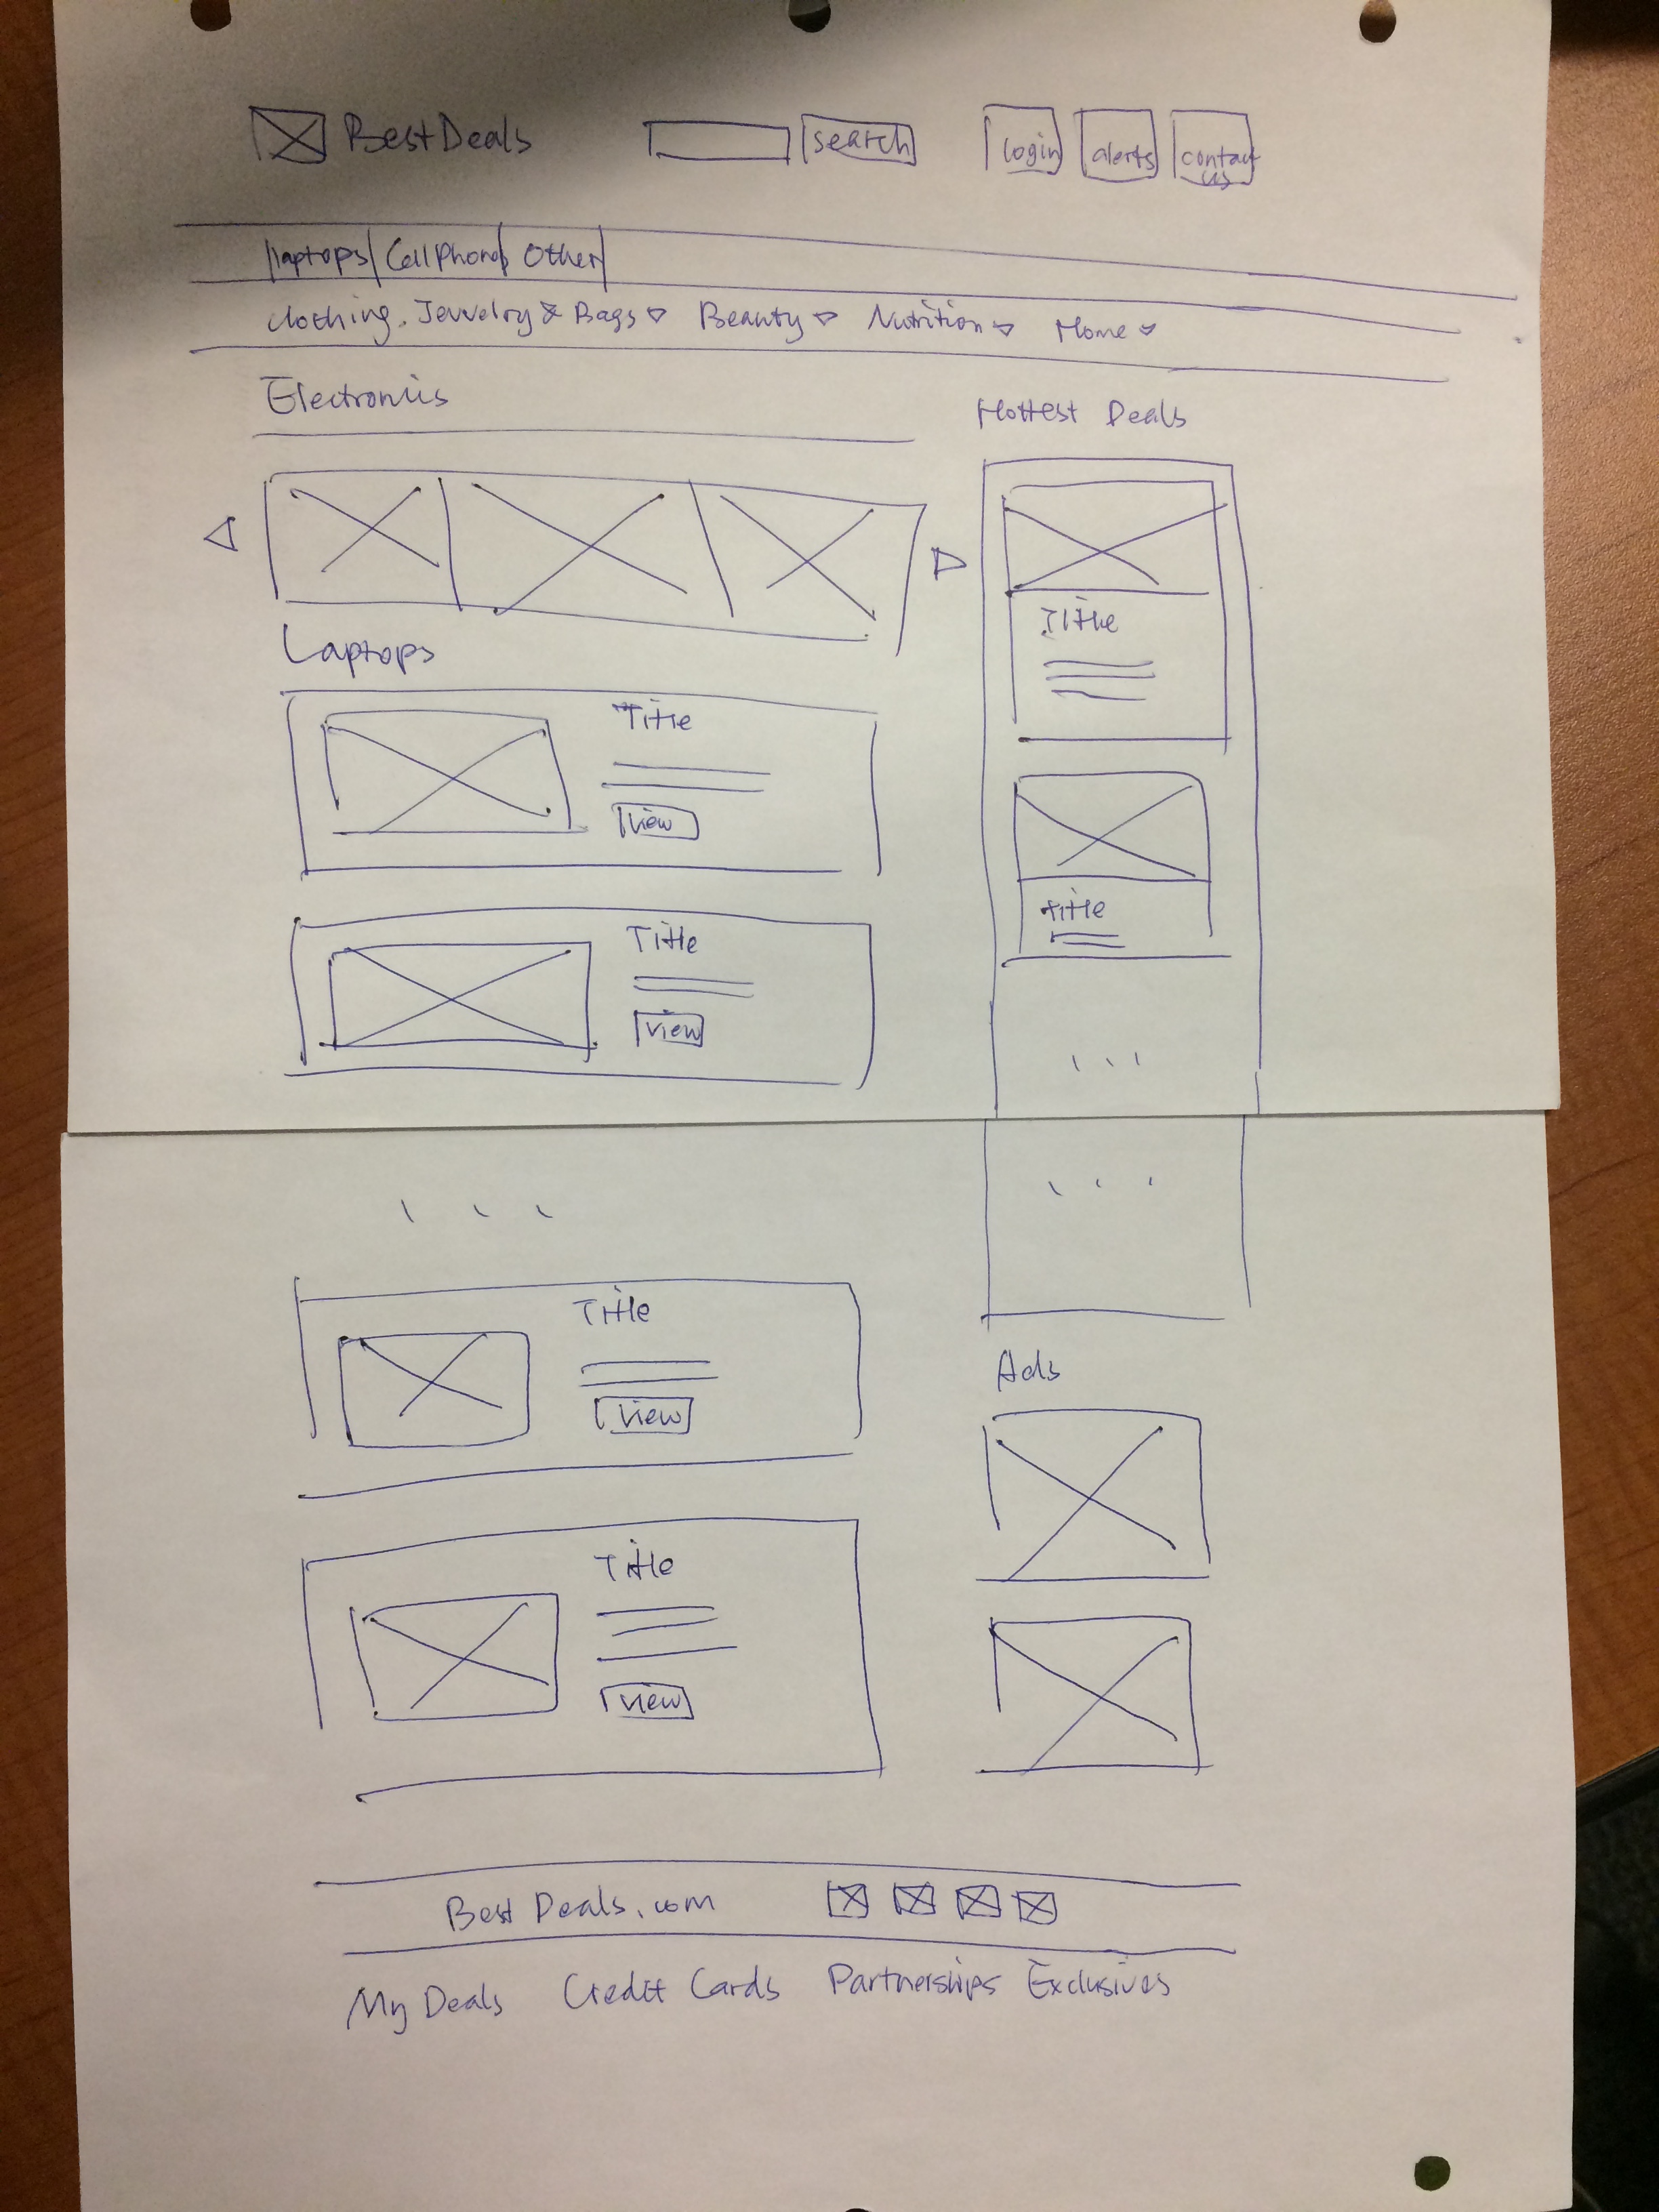 BestDeals search login alerts contact us
laptops Cellphone Other
Clothing. Jewelry & Bags Beauty Nutrition Home
Electronics
Hottest Deals
Title
Laptops
Title
view
Title
Title
view
...
...
...
Title
view
Ads
Title
view
Best Deals.com
My Deals Credit Cards Partnerships Exclusives